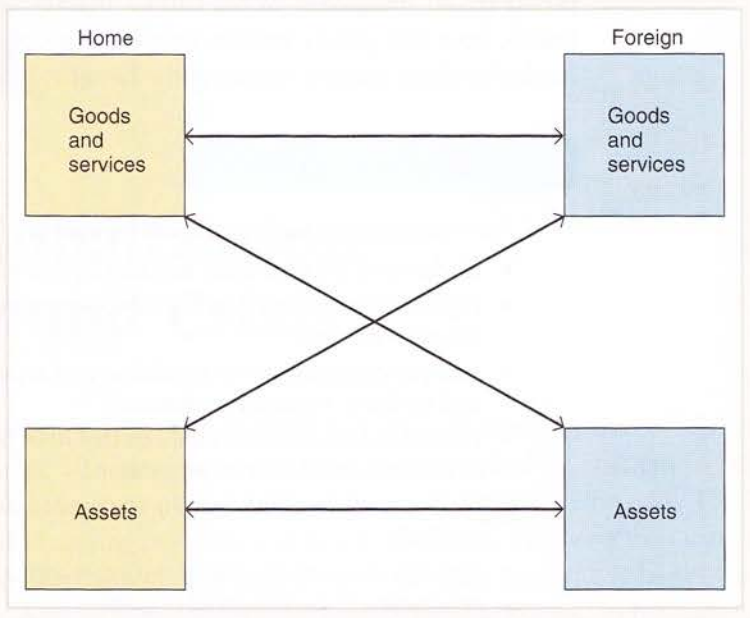 Home
Foreign
Goods
and
services
Goods
and
services
Assets
Assets